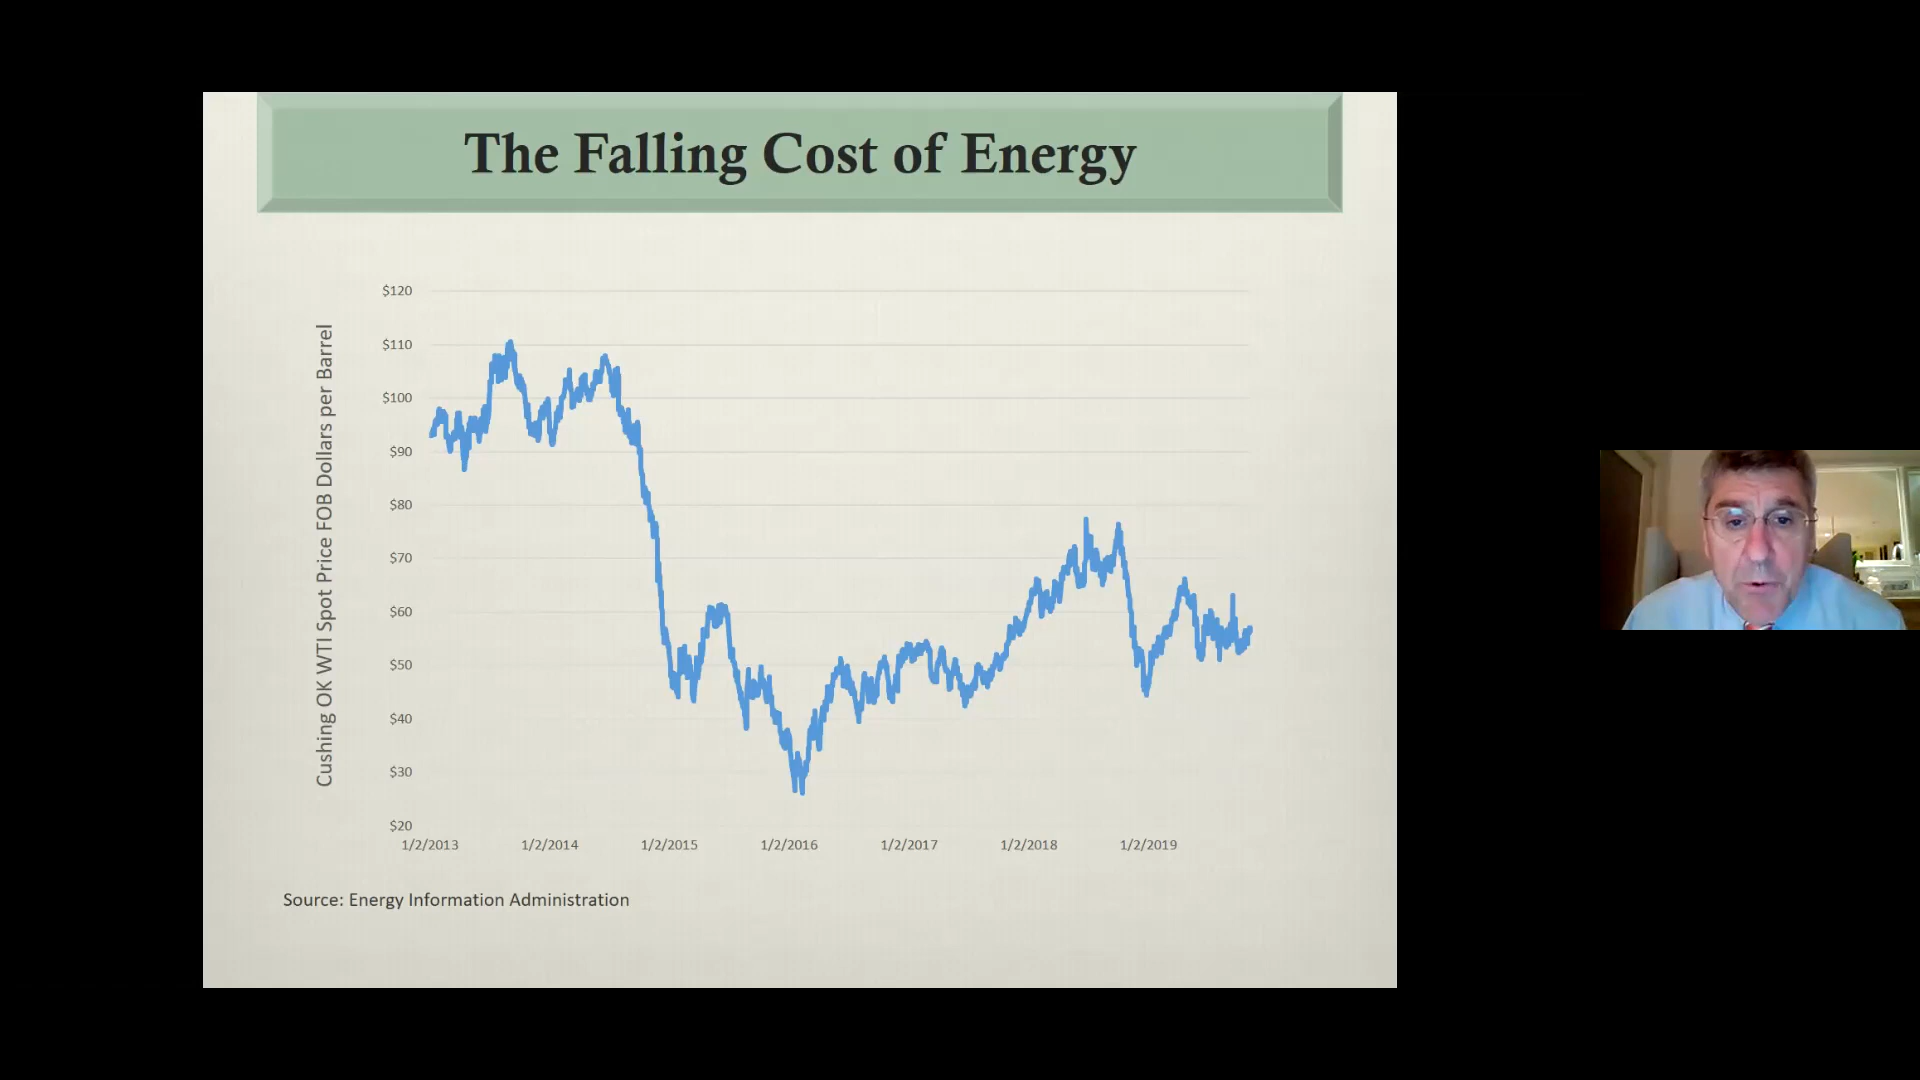 The Falling Cost of Energy
Cushing OK WTI Spot Price FOB Dollars per Barrel
$120
$110
$100
$90
$80
$70
$60
$50
$40
$30
$20
1/2/2013 1/2/2014 1/2/2015 1/2/2016 1/2/2017 1/2/2018 1/2/2019
Source: Energy Information Administration